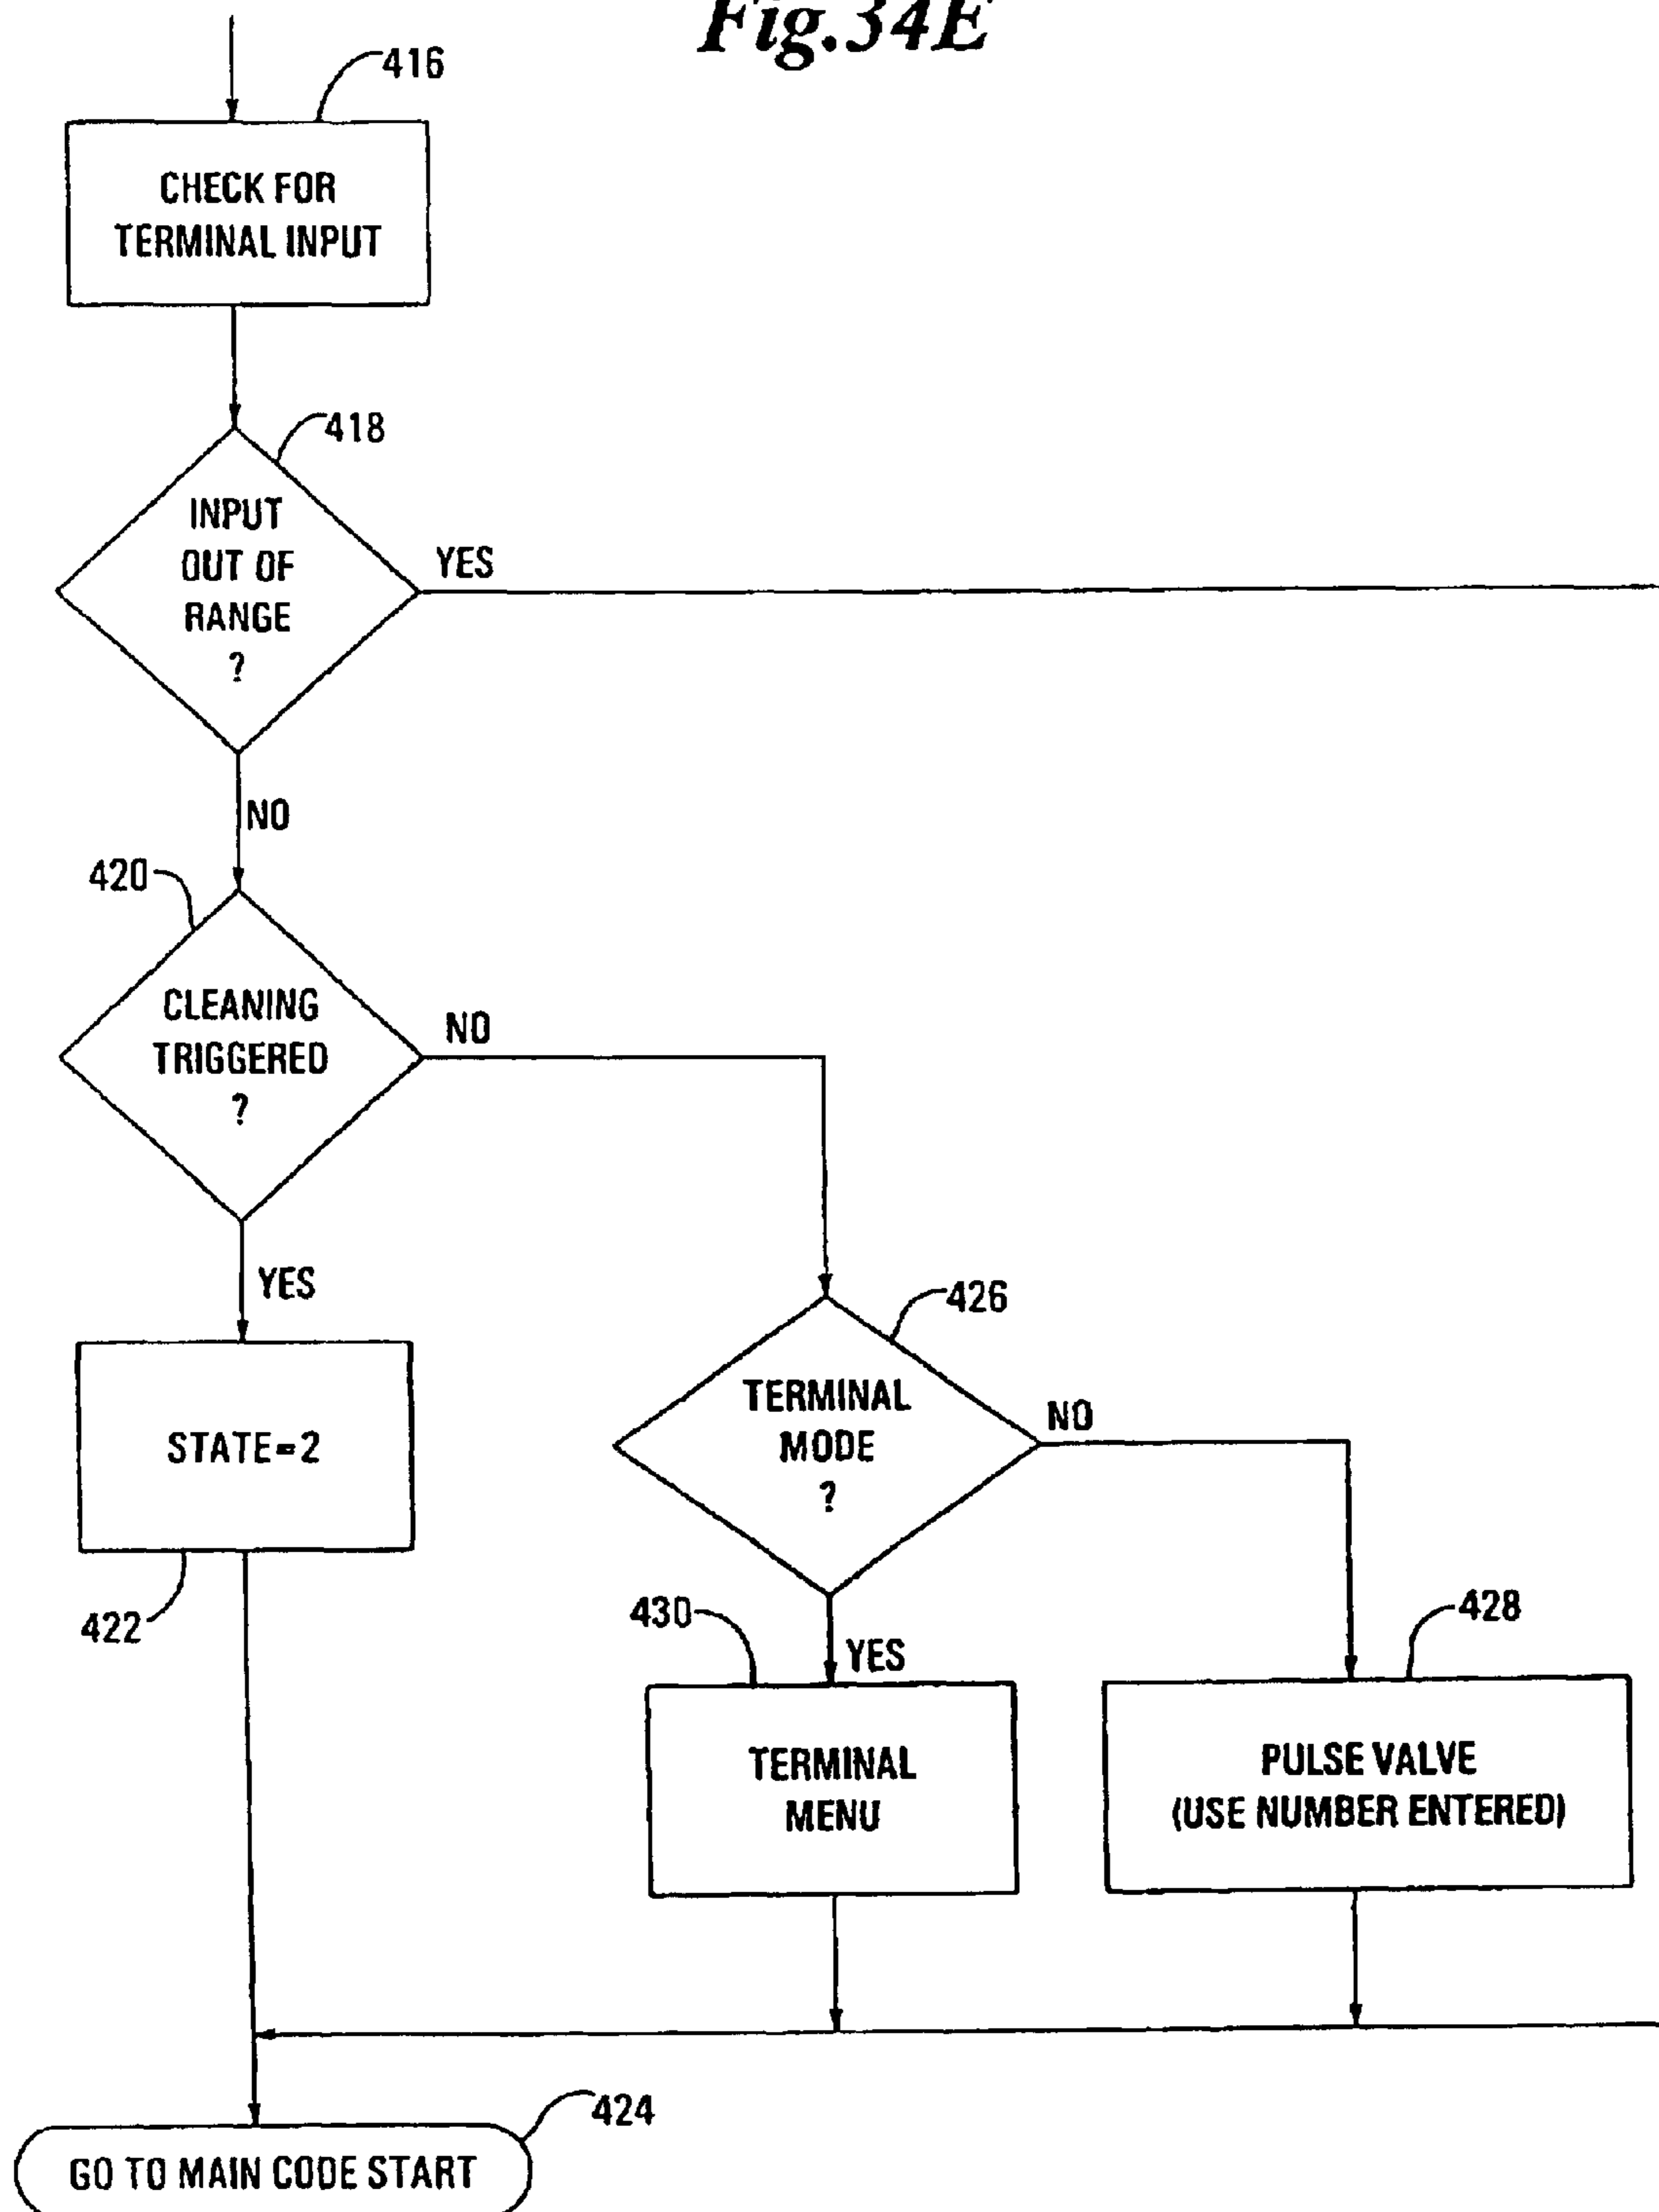 Fig.34E
416
CHECK FOR
TERMINAL INPUT
418
INPUT
OUT OF
RANGE
?
YES
NO
420
CLEANING
TRIGGERED
?
NO
YES
STATE=2
422
426
TERMINAL
MODE
?
NO
YES
430
TERMINAL
MENU
428
PULSE VALVE
(USE NUMBER ENTERED)
424
GO TO MAIN CODE START